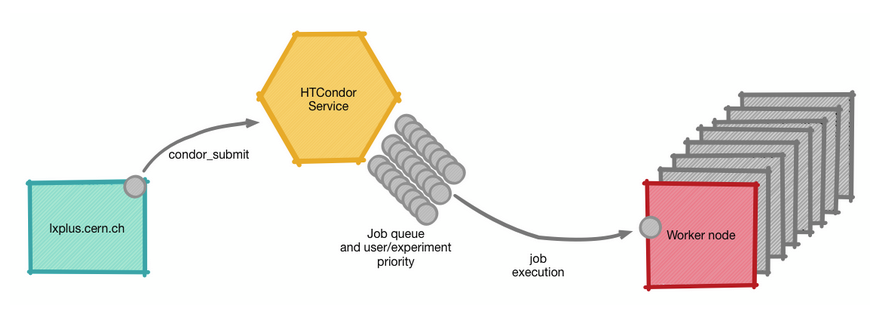 HTCondor
Service
condor_submit
lxplus.cern.ch
Job queue
and user/experiment
priority
job
execution
Worker node